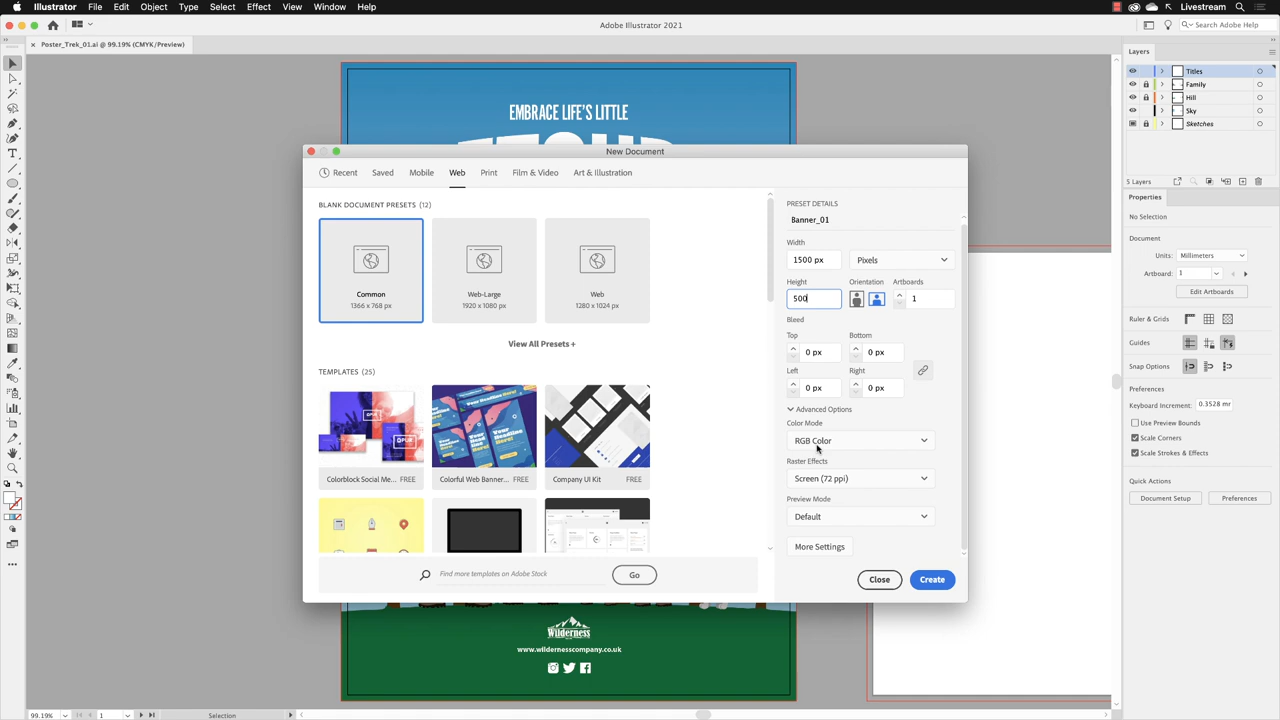 Illustrator File Edit Object Type Select Effect View Window Help
Livestream
Adobe Illustrator 2021
Search Adobe Help
Poster_Trek_01.ai @ 99.19% (CMYK/Preview)
EMBRACE LIFE'S LITTLE
New Document
Recent Saved Mobile Web Print Film & Video Art & Illustration
BLANK DOCUMENT PRESETS (12)
Common
1366 x 768 px
Web-Large
1920 x 1080 px
Web
1280 x 1024 px
View All Presets +
TEMPLATES (25)
Colorblock Social Me... FREE
Colorful Web Banner... FREE
Company UI Kit FREE
Find more templates on Adobe Stock
Go
PRESET DETAILS
Banner_01
Width
1500 px Pixels
Height Orientation Artboards
500 1
Bleed
Top Bottom
0 px 0 px
Left Right
0 px 0 px
Advanced Options
Color Mode
RGB Color
Raster Effects
Screen (72 ppi)
Preview Mode
Default
More Settings
Close Create
Wilderness
www.wildernesscompany.co.uk
Layers
Titles
Family
Hill
Sky
Sketches
5 Layers
Properties
No Selection
Document
Units: Millimeters
Artboard: 1
Edit Artboards
Ruler & Grids
Guides
Snap Options
Preferences
Keyboard Increment: 0.3528 mr
Use Preview Bounds
Scale Corners
Scale Strokes & Effects
Quick Actions
Document Setup Preferences
99.19% 1 Selection